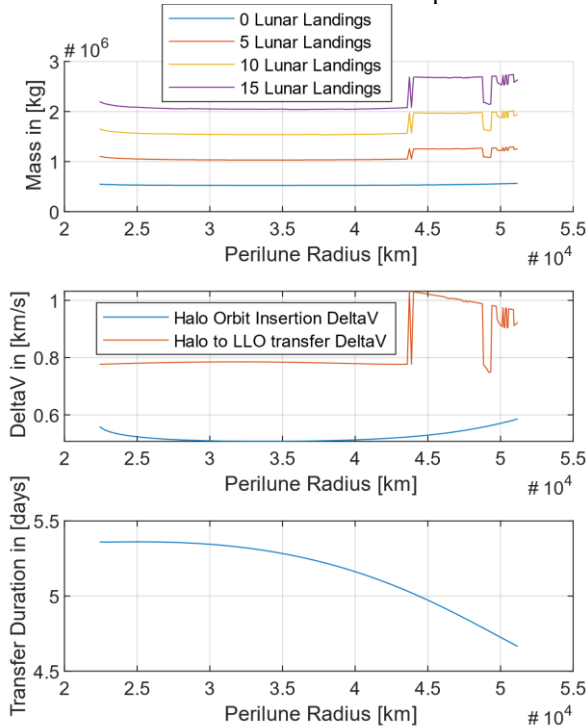 0 Lunar Landings
5 Lunar Landings
10 Lunar Landings
15 Lunar Landings
# 10 6
Mass in [kg]
3
2
1
0
2 2.5 3 3.5 4 4.5 5 5.5
Perilune Radius [km]
# 10 4
DeltaV in [km/s]
1
0.8
0.6
Halo Orbit Insertion DeltaV
Halo to LLO transfer DeltaV
2 2.5 3 3.5 4 4.5 5 5.5
Perilune Radius [km]
# 10 4
Transfer Duration in [days]
5.5
5
4.5
2 2.5 3 3.5 4 4.5 5 5.5
Perilune Radius [km]
# 10 4